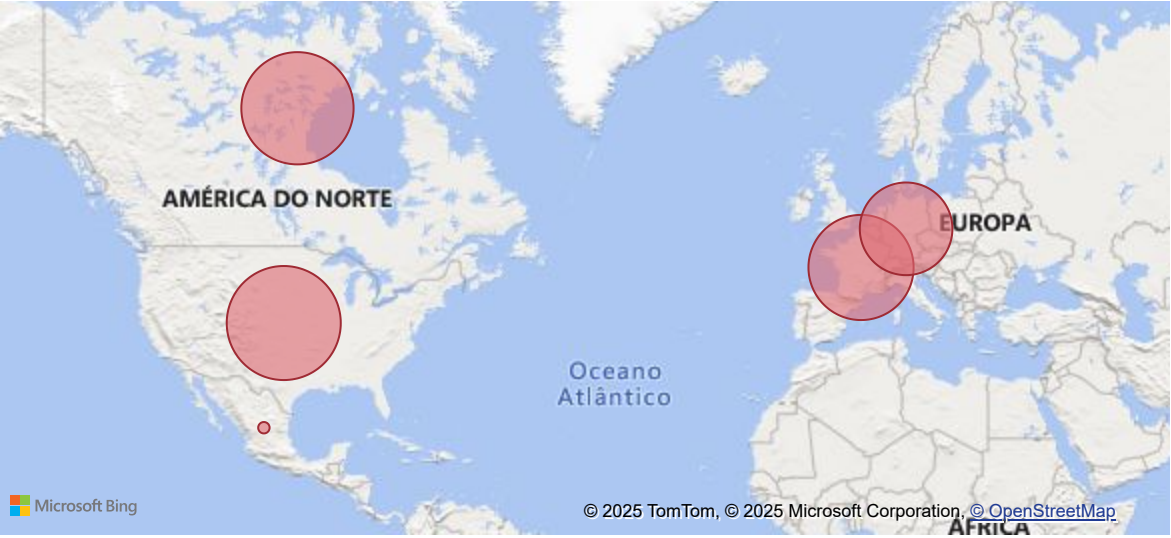 AMÉRICA DO NORTE
EUROPA
Oceano
Atlântico
Microsoft Bing
© 2025 TomTom, © 2025 Microsoft Corporation, © OpenStreetMap
ÁFRICA